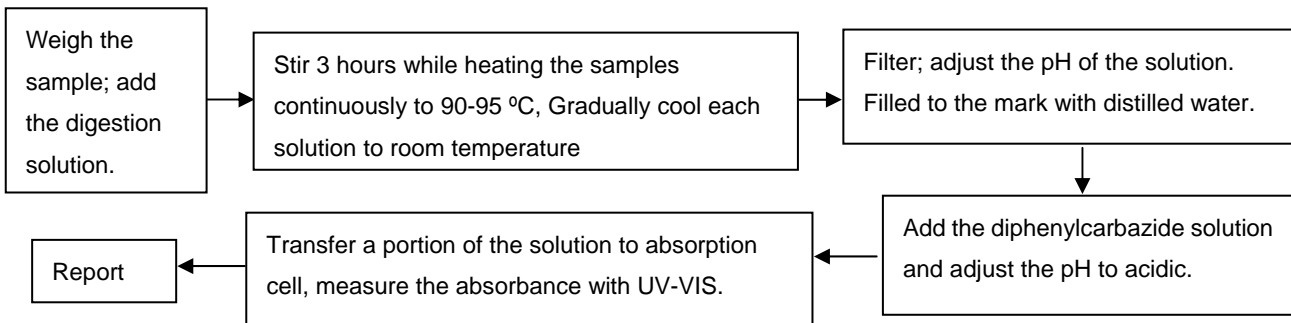 Weigh the
sample; add
the digestion
solution.
Stir 3 hours while heating the samples
continuously to 90-95 ºC, Gradually cool each
solution to room temperature
Filter; adjust the pH of the solution.
Filled to the mark with distilled water.
Add the diphenylcarbazide solution
and adjust the pH to acidic.
Transfer a portion of the solution to absorption
cell, measure the absorbance with UV-VIS.
Report